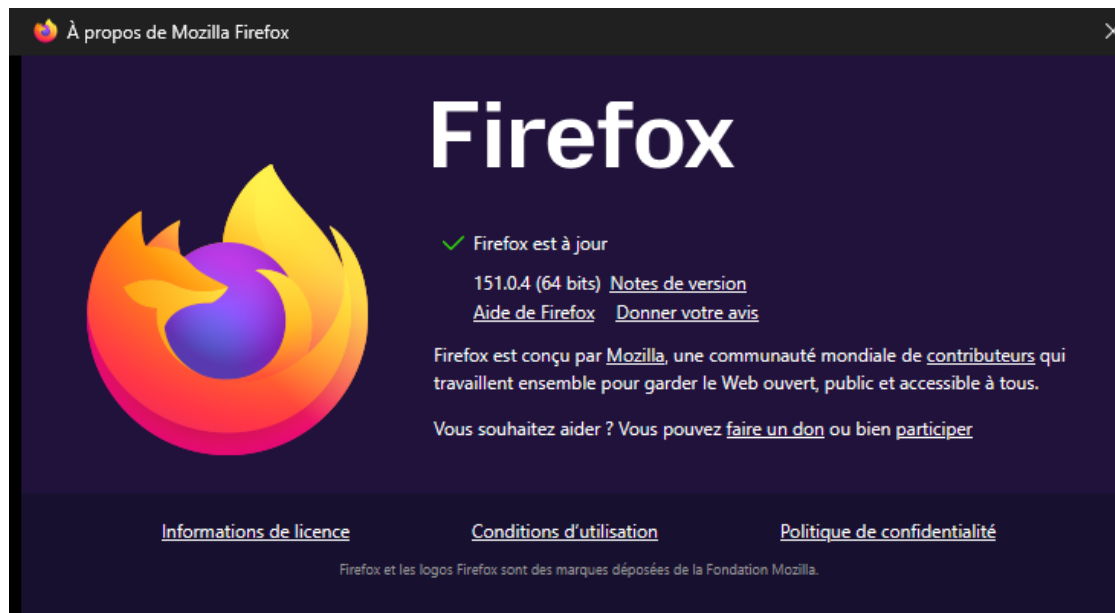 À propos de Mozilla Firefox
Firefox
Firefox est à jour
151.0.4 (64 bits) Notes de version
Aide de Firefox Donner votre avis
Firefox est conçu par Mozilla, une communauté mondiale de contributeurs qui
travaillent ensemble pour garder le Web ouvert, public et accessible à tous.
Vous souhaitez aider ? Vous pouvez faire un don ou bien participer
Informations de licence Conditions d’utilisation Politique de confidentialité
Firefox et les logos Firefox sont des marques déposées de la Fondation Mozilla.